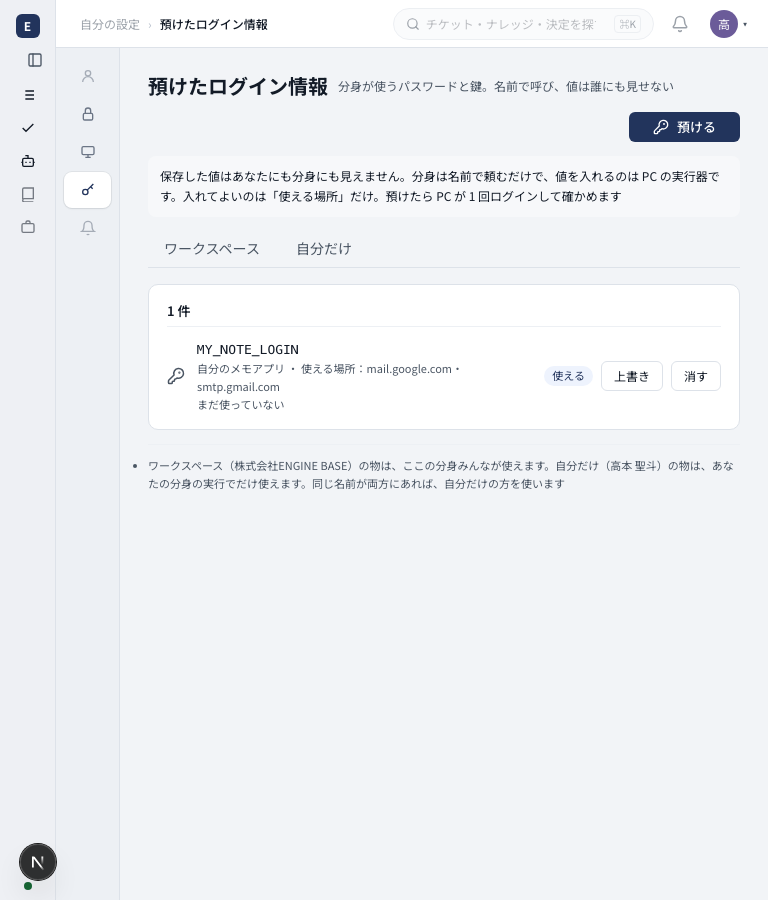 E
自分の設定 › 預けたログイン情報
チケット・ナレッジ・決定を探す ⌘K
高
預けたログイン情報 分身が使うパスワードと鍵。名前で呼び、値は誰にも見せない
預ける
保存した値はあなたにも分身にも見えません。分身は名前で頼むだけで、値を入れるのは PC の実行器で
す。入れてよいのは「使える場所」だけ。預けたら PC が 1 回ログインして確かめます
ワークスペース 自分だけ
1 件
MY_NOTE_LOGIN
自分のメモアプリ ・ 使える場所：mail.google.com・
smtp.gmail.com
まだ使っていない
使える 上書き 消す
• ワークスペース（株式会社ENGINE BASE）の物は、ここの分身みんなが使えます。自分だけ（高本 聖斗）の物は、あな
たの分身の実行でだけ使えます。同じ名前が両方にあれば、自分だけの方を使います
N